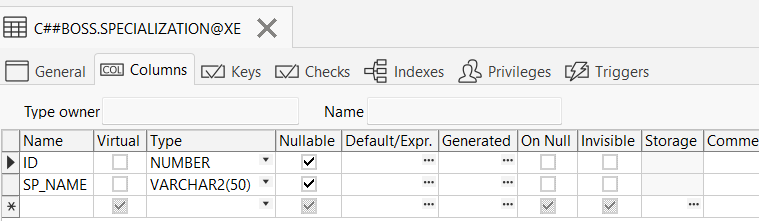 C##BOSS.SPECIALIZATION@XE
General Columns Keys Checks Indexes Privileges Triggers
Type owner Name
Name Virtual Type Nullable Default/Expr. Generated On Null Invisible Storage Comme
ID NUMBER
SP_NAME VARCHAR2(50)